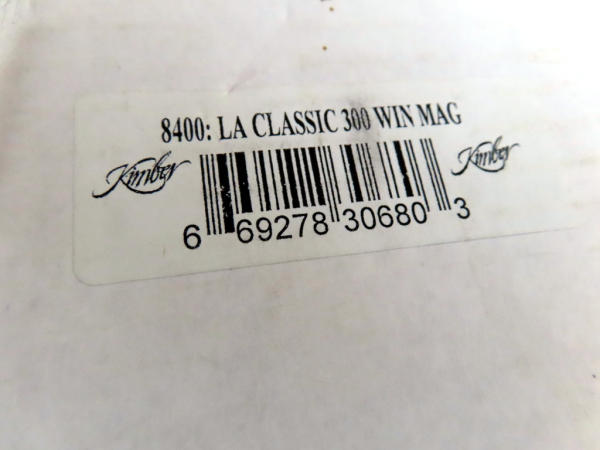 8400: LA CLASSIC 300 WIN MAG
Kimber Kimber
6 69278 30680 3